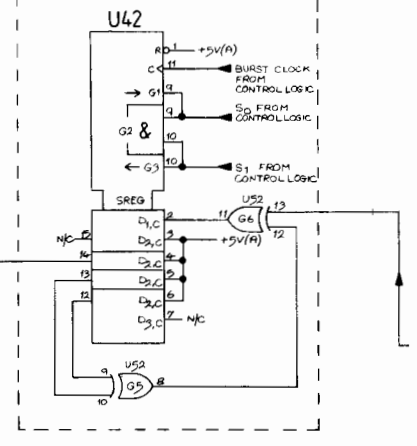 U42
R 1 +5V(A)
C 11 BURST CLOCK FROM CONTROL LOGIC
→ G1 9
G2 & 9 S0 FROM CONTROL LOGIC
10
← G3 10 S1 FROM CONTROL LOGIC
SREG
U52
D1,C 2 11 G6 13
N/C 15 D2,C 3 +5V(A) 12
14 D2,C 4
13 D2,C 5
12 D2,C 6
D3,C 7 N/C
U52
9 G5 8
10